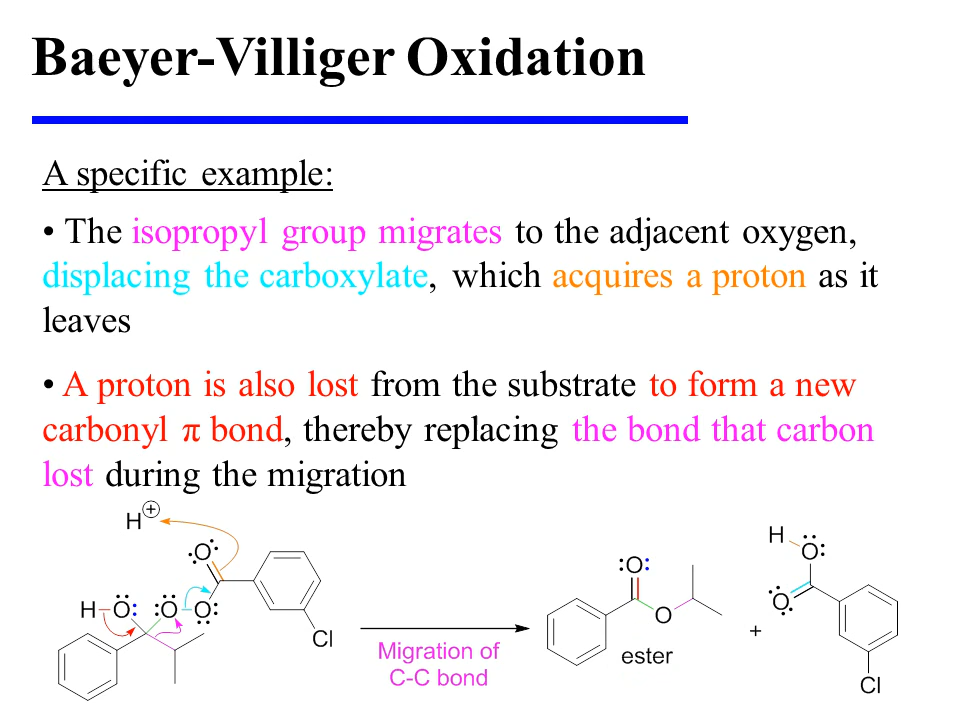 Baeyer-Villiger Oxidation
A specific example:
• The isopropyl group migrates to the adjacent oxygen,
displacing the carboxylate, which acquires a proton as it
leaves
• A proton is also lost from the substrate to form a new
carbonyl π bond, thereby replacing the bond that carbon
lost during the migration
H +
O
H O O O
Cl
Migration of
C-C bond
O
O
ester
+
H
O
O
Cl